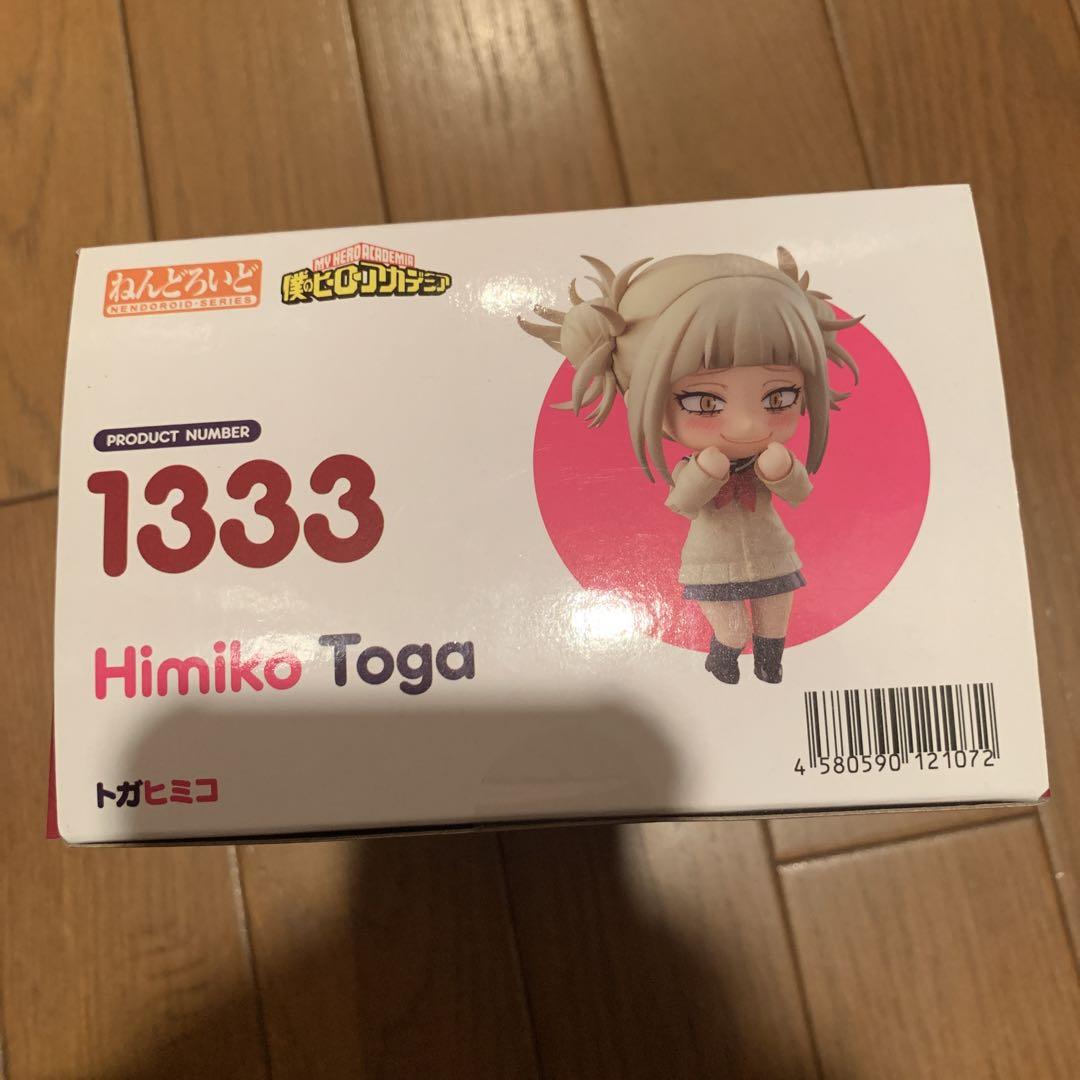 ねんどろいど
NENDOROID·SERIES
MY HERO ACADEMIA
僕のヒーローアカデミア
PRODUCT NUMBER
1333
Himiko Toga
トガヒミコ
4 580590 121072